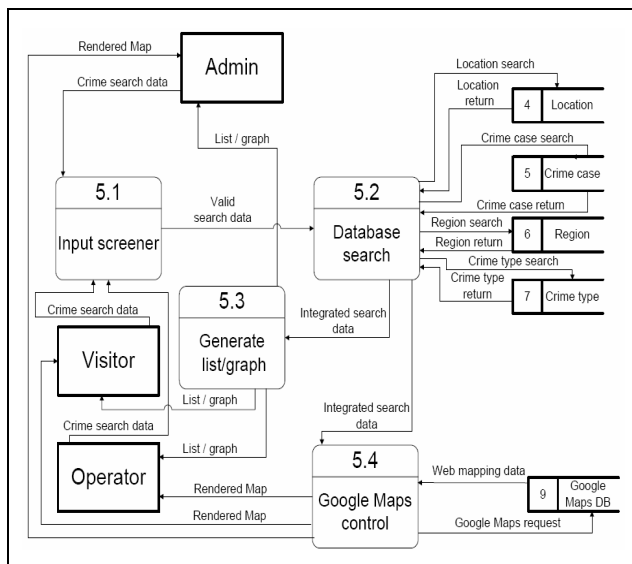 Rendered Map
Admin
Crime search data
List / graph
Location search
Location
return
4 Location
Crime case search
5 Crime case
Crime case return
5.1
Input screener
Valid
search data
5.2
Database
search
Region search
6 Region
Region return
Crime type search
Crime type
return
7 Crime type
5.3
Generate
list/graph
Integrated search
data
Crime search data
Visitor
List / graph
Crime search data
Operator
List / graph
Integrated search
data
5.4
Google Maps
control
Rendered Map
Rendered Map
Web mapping data
9 Google
Maps DB
Google Maps request